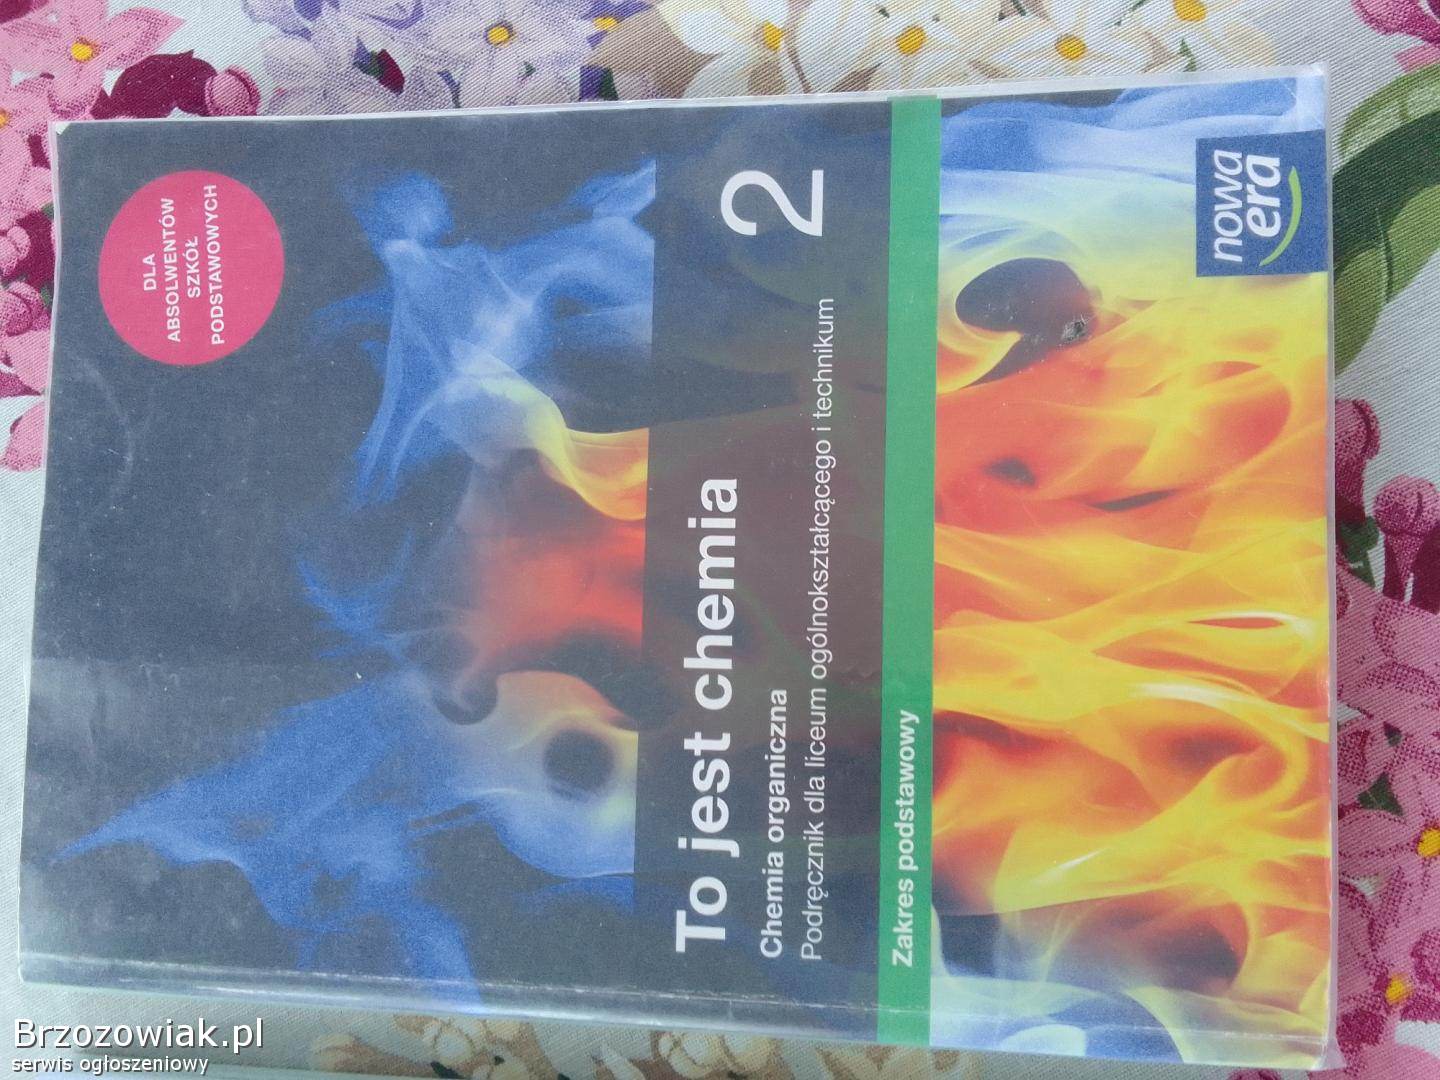 DLA
ABSOLWENTÓW
SZKÓŁ
PODSTAWOWYCH
To jest chemia
2
Chemia organiczna
Podręcznik dla liceum ogólnokształcącego i technikum
Zakres podstawowy
nowa
era
Brzozowiak.pl
serwis ogłoszeniowy